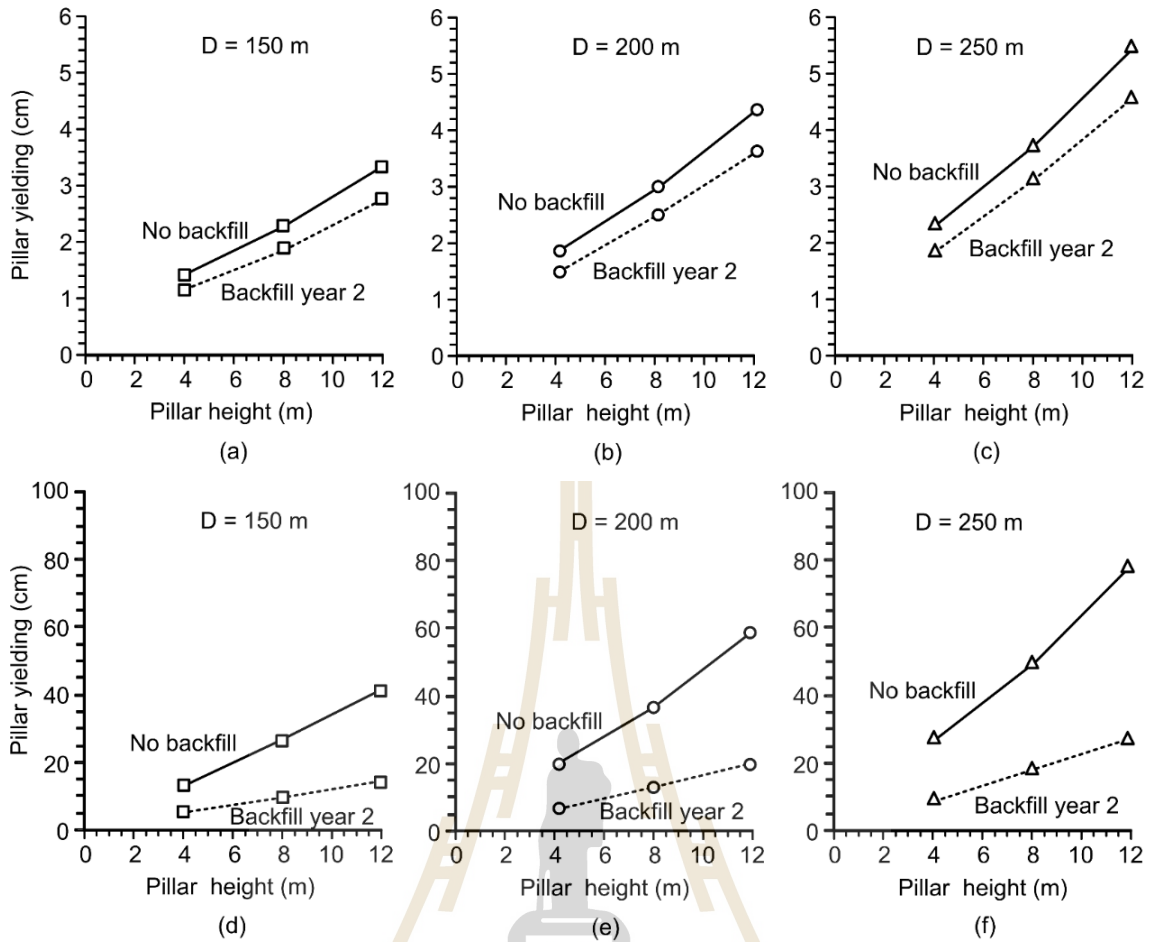 6
5
4
3
2
1
0
Pillar yielding (cm)
D = 150 m
No backfill
Backfill year 2
0 2 4 6 8 10 12
Pillar height (m)
(a)
6
5
4
3
2
1
0
D = 200 m
No backfill
Backfill year 2
0 2 4 6 8 10 12
Pillar height (m)
(b)
6
5
4
3
2
1
0
D = 250 m
No backfill
Backfill year 2
0 2 4 6 8 10 12
Pillar height (m)
(c)
100
80
60
40
20
0
Pillar yielding (cm)
D = 150 m
No backfill
Backfill year 2
0 2 4 6 8 10 12
Pillar height (m)
(d)
100
80
60
40
20
0
D = 200 m
No backfill
Backfill year 2
0 2 4 6 8 10 12
Pillar height (m)
(e)
100
80
60
40
20
0
D = 250 m
No backfill
Backfill year 2
0 2 4 6 8 10 12
Pillar height (m)
(f)